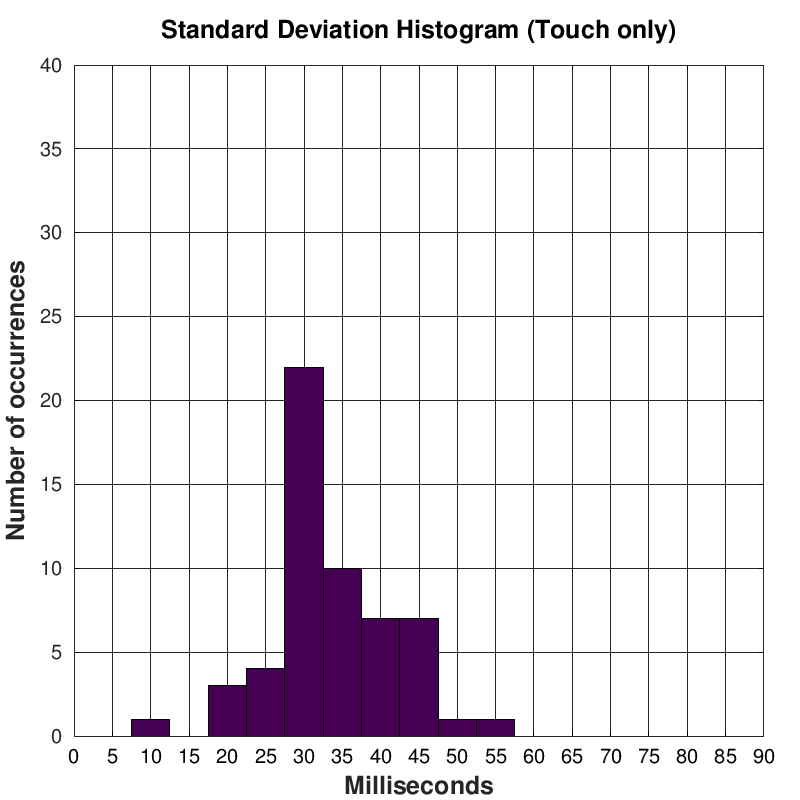 Standard Deviation Histogram (Touch only)
40
35
30
25
20
15
10
5
0
Number of occurrences
0 5 10 15 20 25 30 35 40 45 50 55 60 65 70 75 80 85 90
Milliseconds